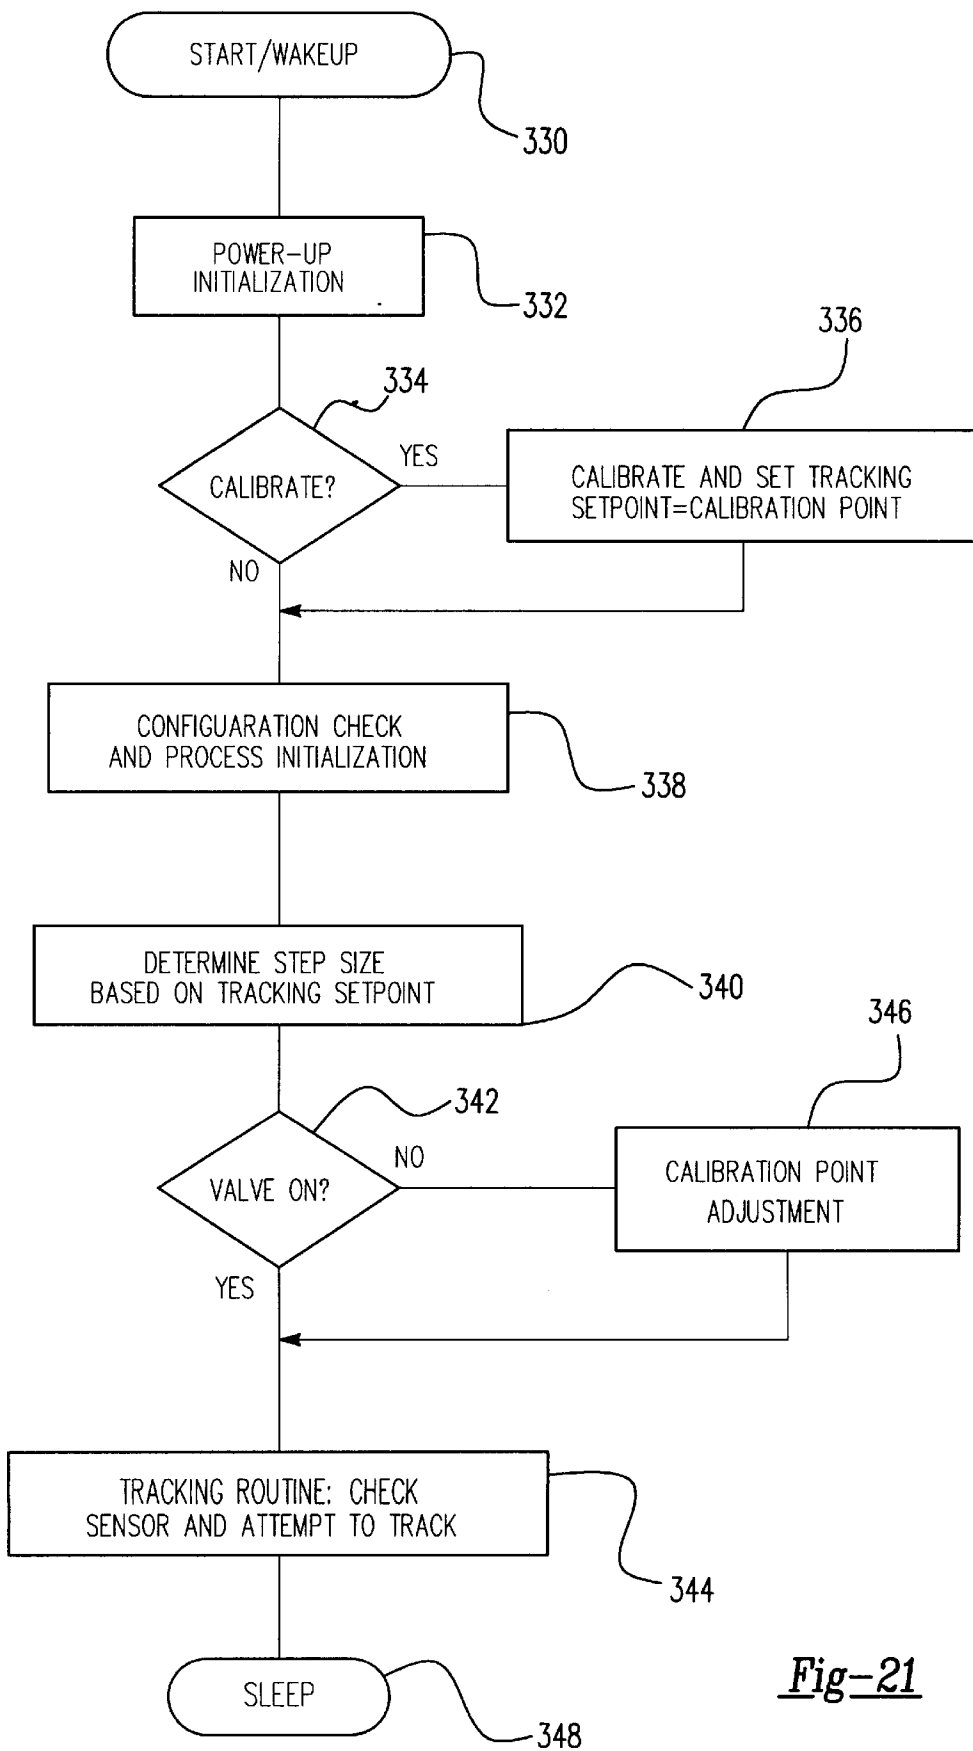 START/WAKEUP
330
POWER-UP
INITIALIZATION
332
334
336
CALIBRATE?
YES
CALIBRATE AND SET TRACKING
SETPOINT=CALIBRATION POINT
NO
CONFIGUARATION CHECK
AND PROCESS INITIALIZATION
338
DETERMINE STEP SIZE
BASED ON TRACKING SETPOINT
340
342
346
VALVE ON?
NO
CALIBRATION POINT
ADJUSTMENT
YES
TRACKING ROUTINE: CHECK
SENSOR AND ATTEMPT TO TRACK
344
SLEEP
348
Fig-21